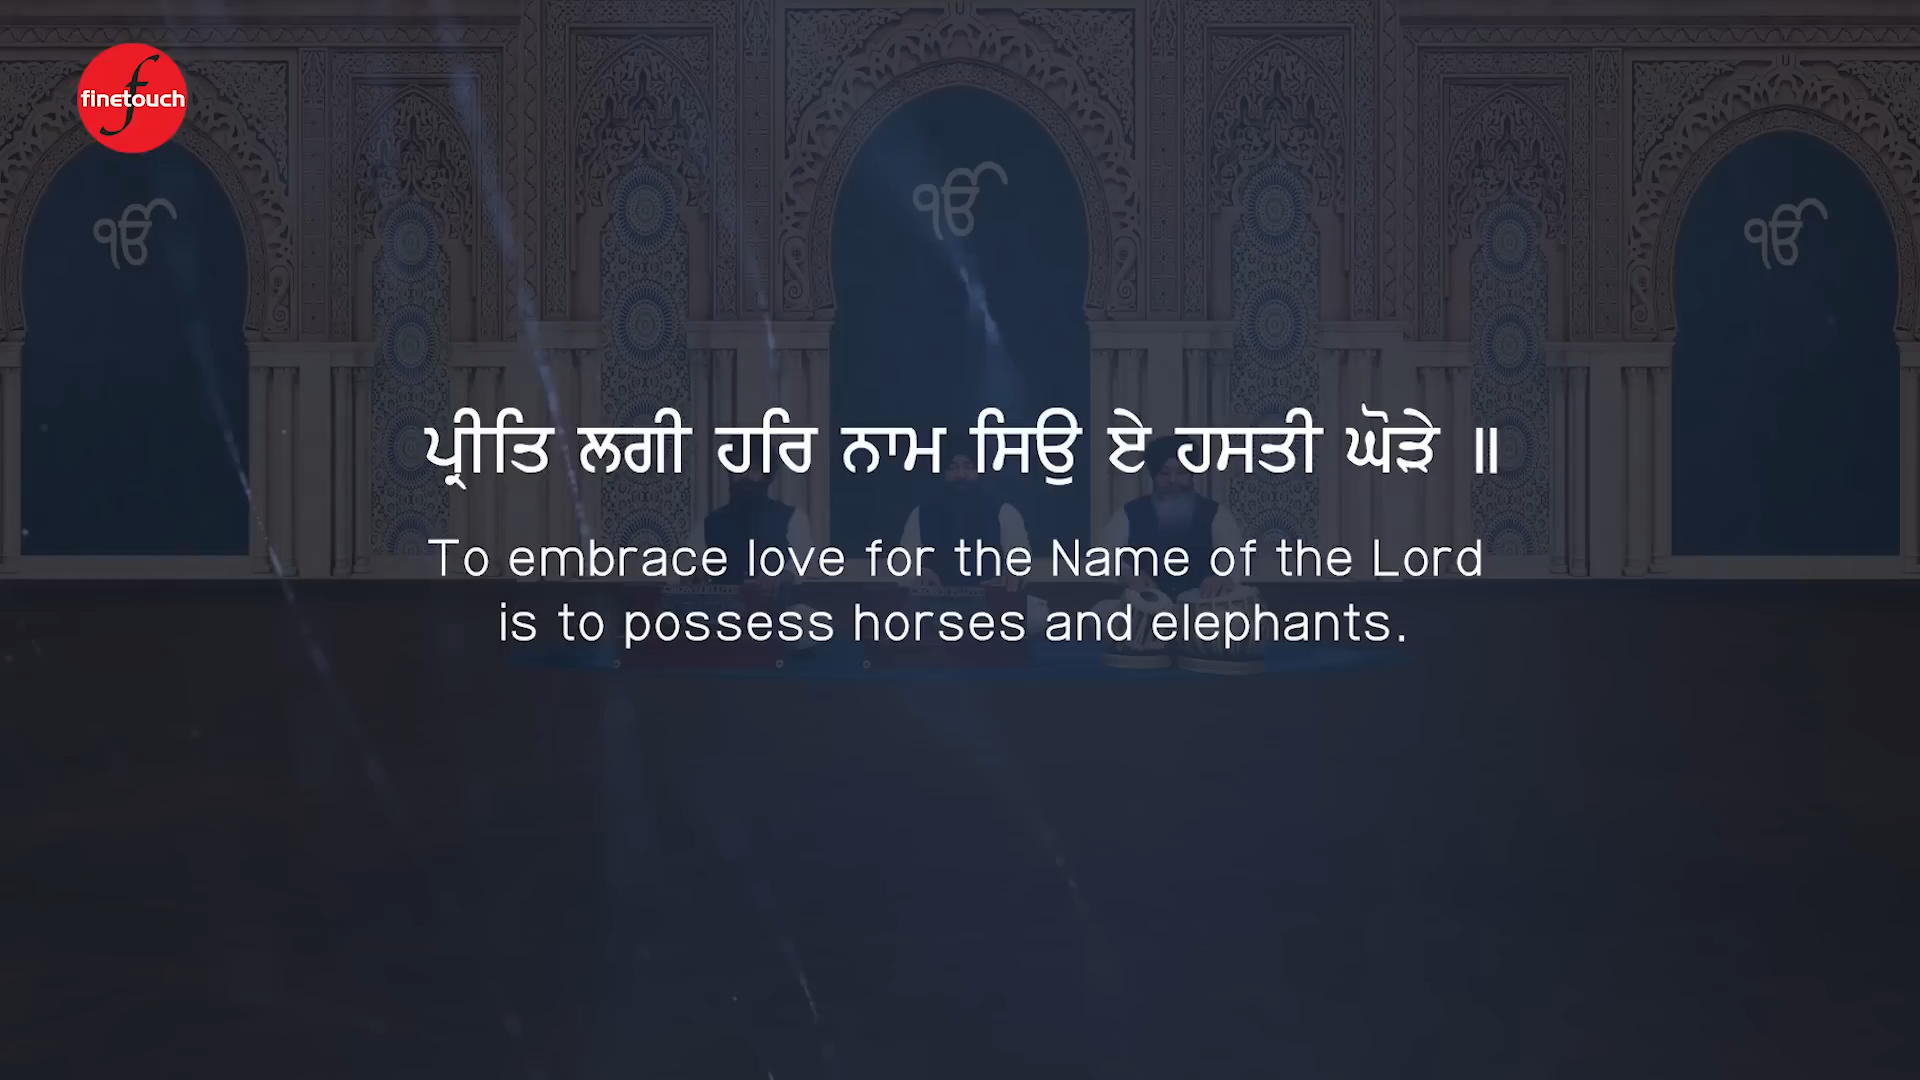 finetouch
ੴ ੴ ੴ
ਪ੍ਰੀਤਿ ਲਗੀ ਹਰਿ ਨਾਮ ਸਿਉ ਏ ਹਸਤੀ ਘੋੜੇ ॥
To embrace love for the Name of the Lord
is to possess horses and elephants.